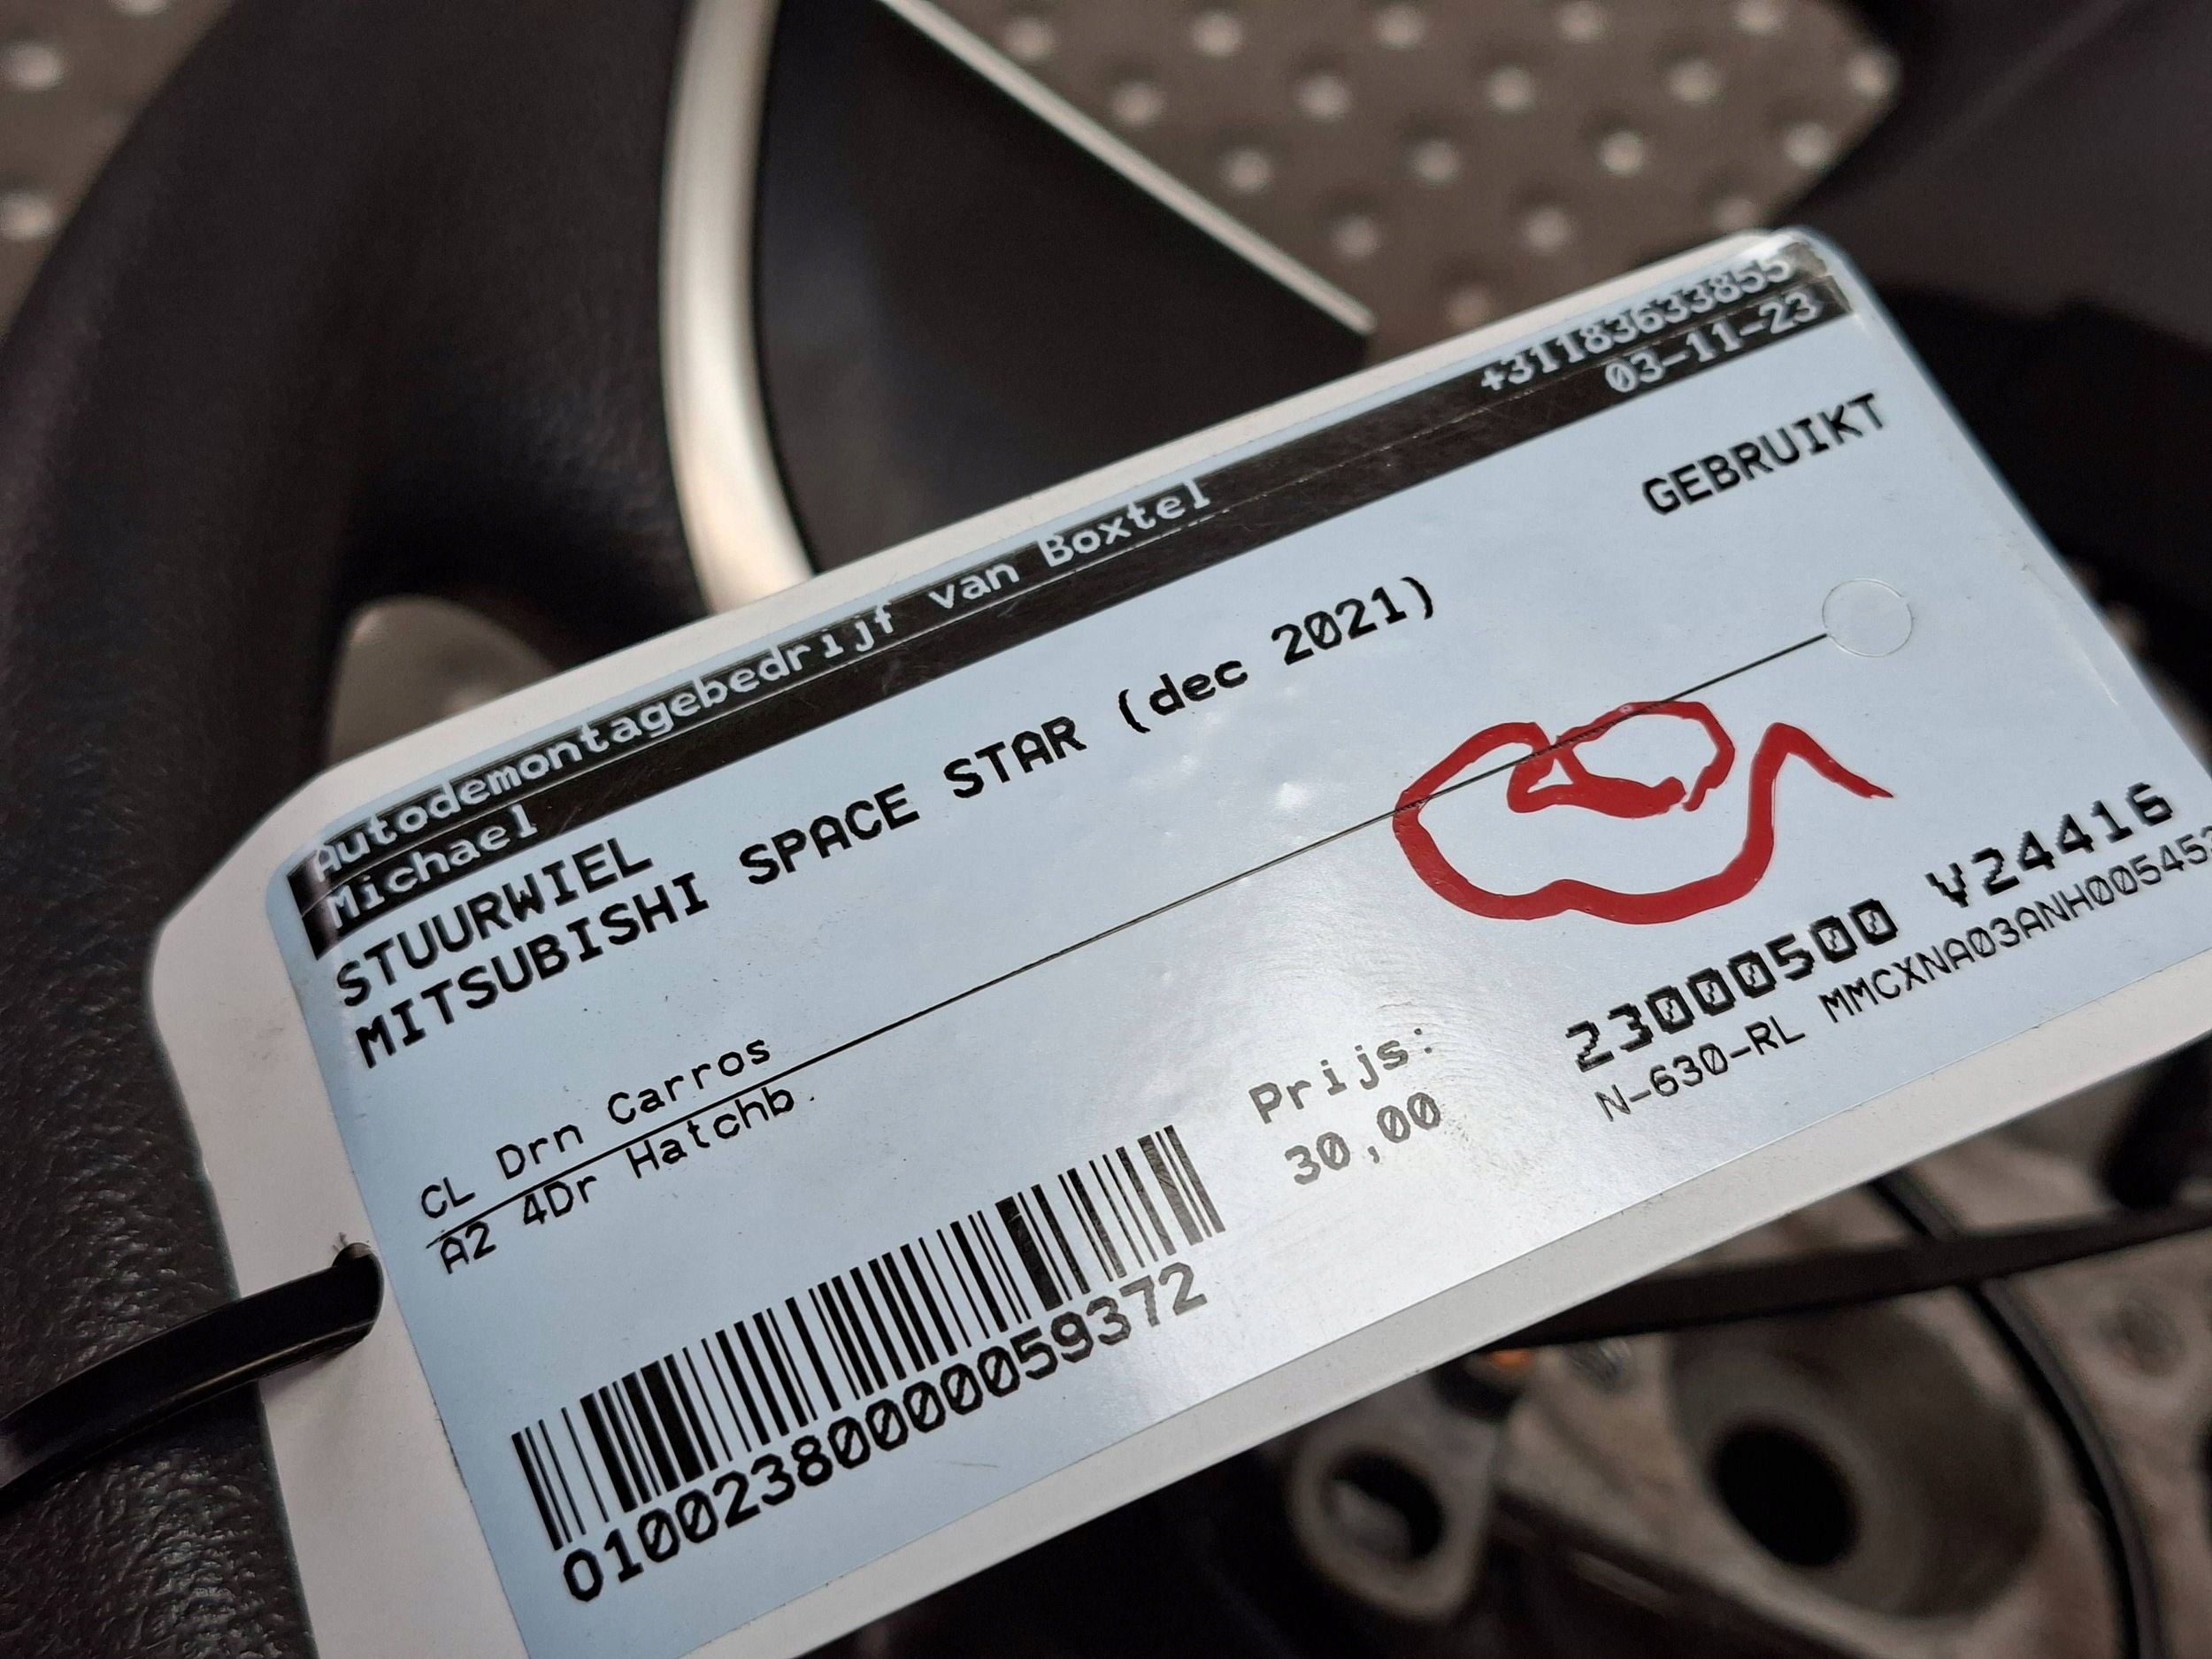 Autodemontagebedrijf van Boxtel +31183633855
Michael 03-11-23
STUURWIEL GEBRUIKT
MITSUBISHI SPACE STAR (dec 2021)
CL Drn Carros
A2 4Dr Hatchb.
Prijs:
30,00
23000500 V24416
N-630-RL MMCXNA03ANH00545
01002380000059372